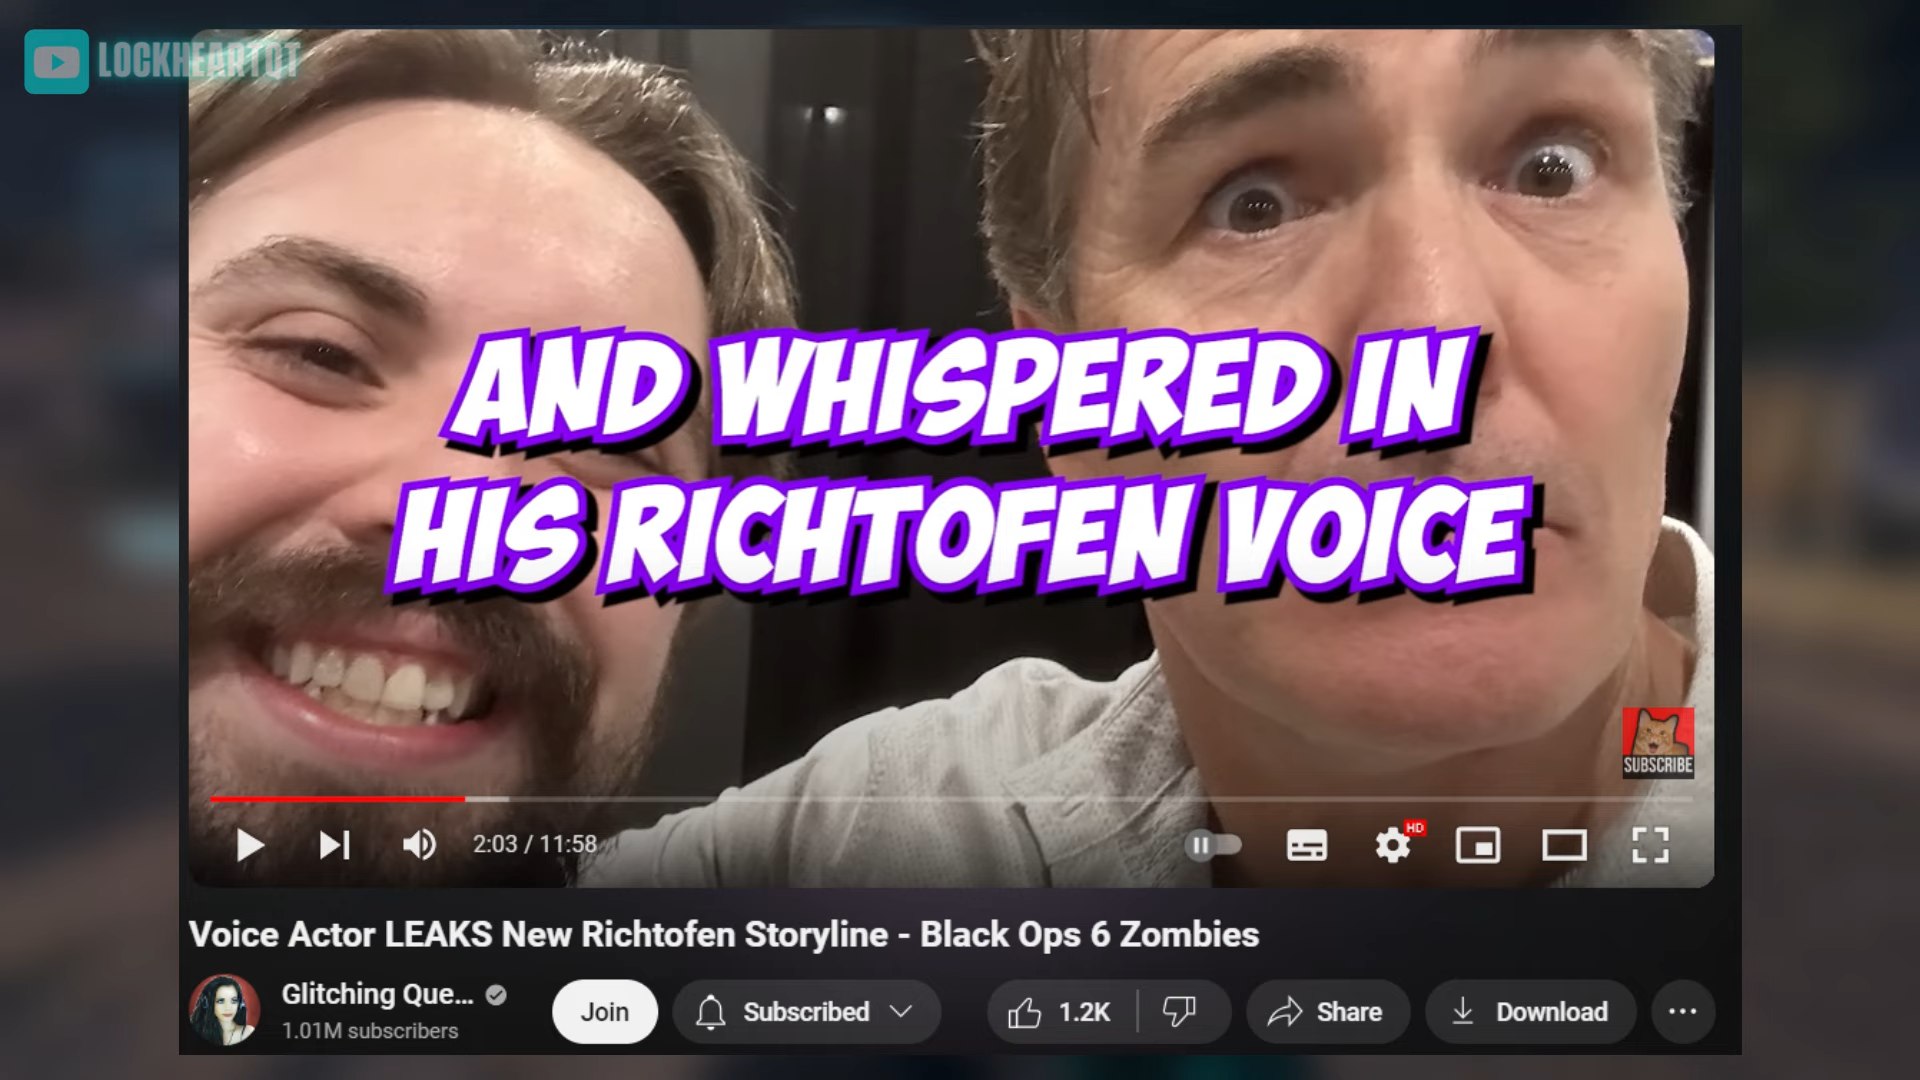 LOCKHEARTQT
AND WHISPERED IN
HIS RICHTOFEN VOICE
SUBSCRIBE
2:03 / 11:58
HD
Voice Actor LEAKS New Richtofen Storyline - Black Ops 6 Zombies
Glitching Que...
1.01M subscribers
Join
Subscribed
1.2K
Share
Download